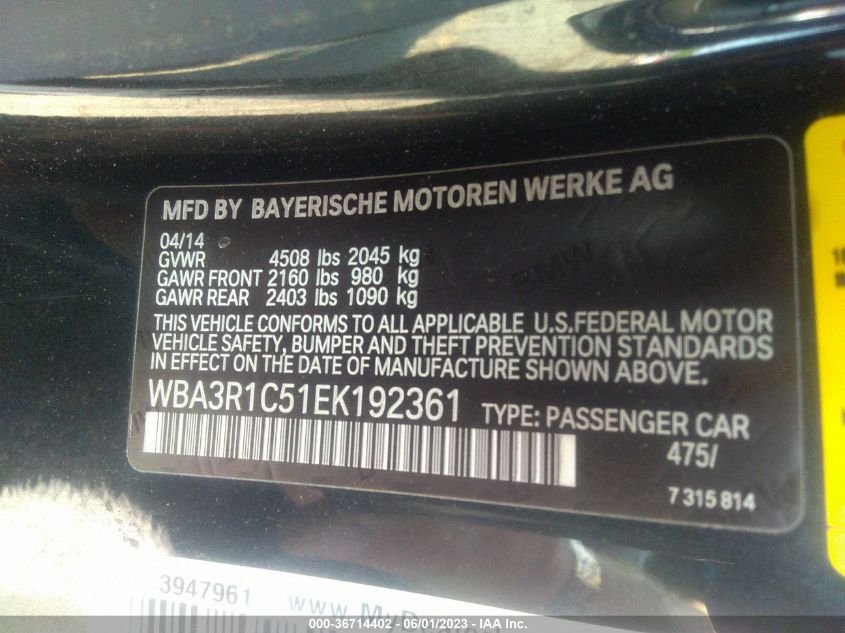 MFD BY BAYERISCHE MOTOREN WERKE AG
04/14
GVWR 4508 lbs 2045 kg
GAWR FRONT 2160 lbs 980 kg
GAWR REAR 2403 lbs 1090 kg
THIS VEHICLE CONFORMS TO ALL APPLICABLE U.S.FEDERAL MOTOR
VEHICLE SAFETY, BUMPER AND THEFT PREVENTION STANDARDS
IN EFFECT ON THE DATE OF MANUFACTURE SHOWN ABOVE.
WBA3R1C51EK192361 TYPE: PASSENGER CAR
475/
7 315 814
3947961
000-36714402 - 06/01/2023 - IAA Inc.